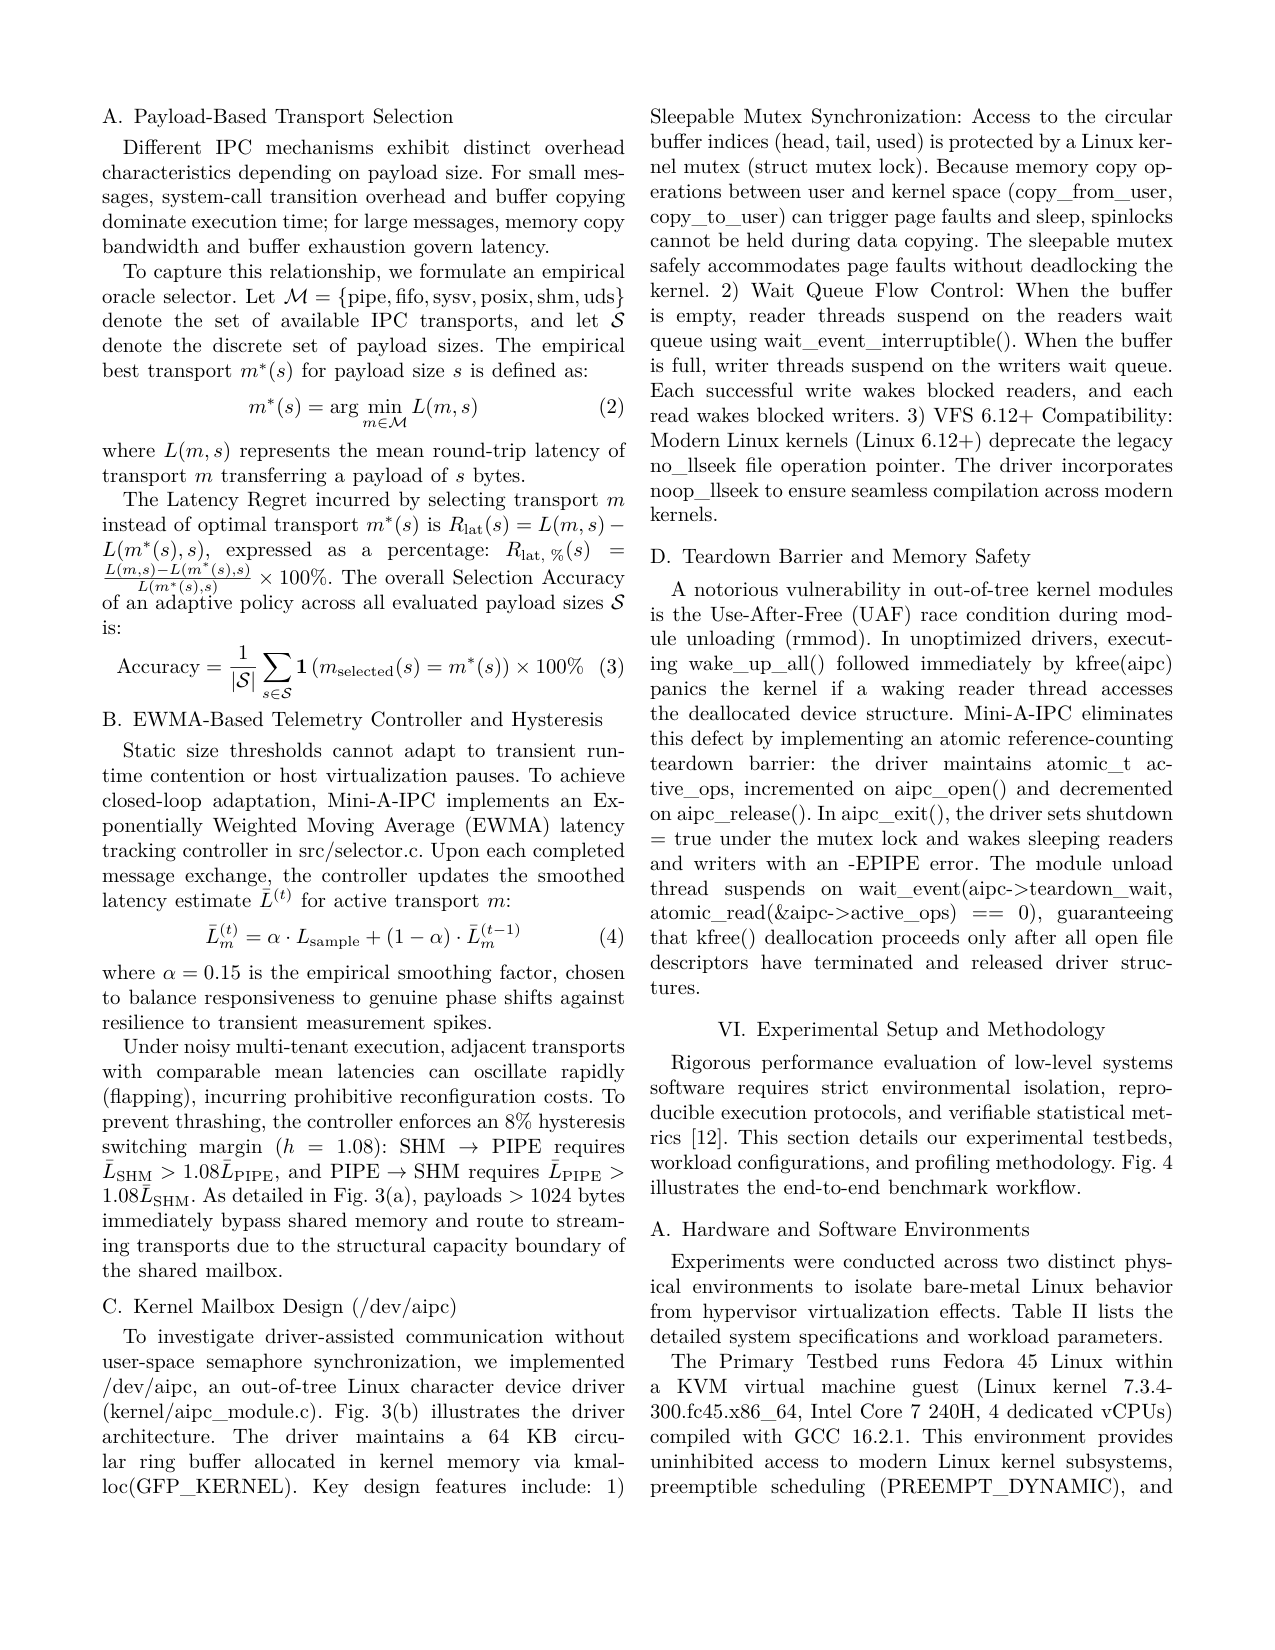 A. Payload-Based Transport Selection
Different IPC mechanisms exhibit distinct overhead
characteristics depending on payload size. For small mes-
sages, system-call transition overhead and buffer copying
dominate execution time; for large messages, memory copy
bandwidth and buffer exhaustion govern latency.
To capture this relationship, we formulate an empirical
oracle selector. Let ℳ = {pipe, fifo, sysv, posix, shm, uds}
denote the set of available IPC transports, and let 𝒮
denote the discrete set of payload sizes. The empirical
best transport m*(s) for payload size s is defined as:
m*(s) = arg min_{m∈ℳ} L(m, s) (2)
where L(m, s) represents the mean round-trip latency of
transport m transferring a payload of s bytes.
The Latency Regret incurred by selecting transport m
instead of optimal transport m*(s) is R_lat(s) = L(m, s) −
L(m*(s), s), expressed as a percentage: R_{lat, %}(s) =
\frac{L(m,s)−L(m*(s),s)}{L(m*(s),s)} × 100%. The overall Selection Accuracy
of an adaptive policy across all evaluated payload sizes 𝒮
is:
Accuracy = \frac{1}{|𝒮|} ∑_{s∈𝒮} 𝟏 (m_selected(s) = m*(s)) × 100% (3)
B. EWMA-Based Telemetry Controller and Hysteresis
Static size thresholds cannot adapt to transient run-
time contention or host virtualization pauses. To achieve
closed-loop adaptation, Mini-A-IPC implements an Ex-
ponentially Weighted Moving Average (EWMA) latency
tracking controller in src/selector.c. Upon each completed
message exchange, the controller updates the smoothed
latency estimate L̄^{(t)} for active transport m:
L̄_m^{(t)} = α · L_sample + (1 − α) · L̄_m^{(t−1)} (4)
where α = 0.15 is the empirical smoothing factor, chosen
to balance responsiveness to genuine phase shifts against
resilience to transient measurement spikes.
Under noisy multi-tenant execution, adjacent transports
with comparable mean latencies can oscillate rapidly
(flapping), incurring prohibitive reconfiguration costs. To
prevent thrashing, the controller enforces an 8% hysteresis
switching margin (h = 1.08): SHM → PIPE requires
L̄_SHM > 1.08L̄_PIPE, and PIPE → SHM requires L̄_PIPE >
1.08L̄_SHM. As detailed in Fig. 3(a), payloads > 1024 bytes
immediately bypass shared memory and route to stream-
ing transports due to the structural capacity boundary of
the shared mailbox.
C. Kernel Mailbox Design (/dev/aipc)
To investigate driver-assisted communication without
user-space semaphore synchronization, we implemented
/dev/aipc, an out-of-tree Linux character device driver
(kernel/aipc_module.c). Fig. 3(b) illustrates the driver
architecture. The driver maintains a 64 KB circu-
lar ring buffer allocated in kernel memory via kmal-
loc(GFP_KERNEL). Key design features include: 1)
Sleepable Mutex Synchronization: Access to the circular
buffer indices (head, tail, used) is protected by a Linux ker-
nel mutex (struct mutex lock). Because memory copy op-
erations between user and kernel space (copy_from_user,
copy_to_user) can trigger page faults and sleep, spinlocks
cannot be held during data copying. The sleepable mutex
safely accommodates page faults without deadlocking the
kernel. 2) Wait Queue Flow Control: When the buffer
is empty, reader threads suspend on the readers wait
queue using wait_event_interruptible(). When the buffer
is full, writer threads suspend on the writers wait queue.
Each successful write wakes blocked readers, and each
read wakes blocked writers. 3) VFS 6.12+ Compatibility:
Modern Linux kernels (Linux 6.12+) deprecate the legacy
no_llseek file operation pointer. The driver incorporates
noop_llseek to ensure seamless compilation across modern
kernels.
D. Teardown Barrier and Memory Safety
A notorious vulnerability in out-of-tree kernel modules
is the Use-After-Free (UAF) race condition during mod-
ule unloading (rmmod). In unoptimized drivers, execut-
ing wake_up_all() followed immediately by kfree(aipc)
panics the kernel if a waking reader thread accesses
the deallocated device structure. Mini-A-IPC eliminates
this defect by implementing an atomic reference-counting
teardown barrier: the driver maintains atomic_t ac-
tive_ops, incremented on aipc_open() and decremented
on aipc_release(). In aipc_exit(), the driver sets shutdown
= true under the mutex lock and wakes sleeping readers
and writers with an -EPIPE error. The module unload
thread suspends on wait_event(aipc->teardown_wait,
atomic_read(&aipc->active_ops) == 0), guaranteeing
that kfree() deallocation proceeds only after all open file
descriptors have terminated and released driver struc-
tures.
VI. Experimental Setup and Methodology
Rigorous performance evaluation of low-level systems
software requires strict environmental isolation, repro-
ducible execution protocols, and verifiable statistical met-
rics [12]. This section details our experimental testbeds,
workload configurations, and profiling methodology. Fig. 4
illustrates the end-to-end benchmark workflow.
A. Hardware and Software Environments
Experiments were conducted across two distinct phys-
ical environments to isolate bare-metal Linux behavior
from hypervisor virtualization effects. Table II lists the
detailed system specifications and workload parameters.
The Primary Testbed runs Fedora 45 Linux within
a KVM virtual machine guest (Linux kernel 7.3.4-
300.fc45.x86_64, Intel Core 7 240H, 4 dedicated vCPUs)
compiled with GCC 16.2.1. This environment provides
uninhibited access to modern Linux kernel subsystems,
preemptible scheduling (PREEMPT_DYNAMIC), and